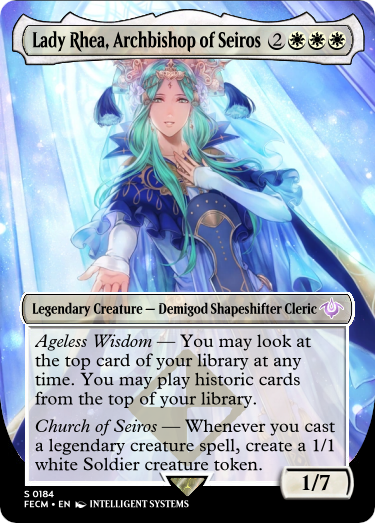 Lady Rhea, Archbishop of Seiros 2
Legendary Creature — Demigod Shapeshifter Cleric
Ageless Wisdom — You may look at
the top card of your library at any
time. You may play historic cards
from the top of your library.
Church of Seiros — Whenever you cast
a legendary creature spell, create a 1/1
white Soldier creature token.
1/7
S 0184
FECM • EN INTELLIGENT SYSTEMS